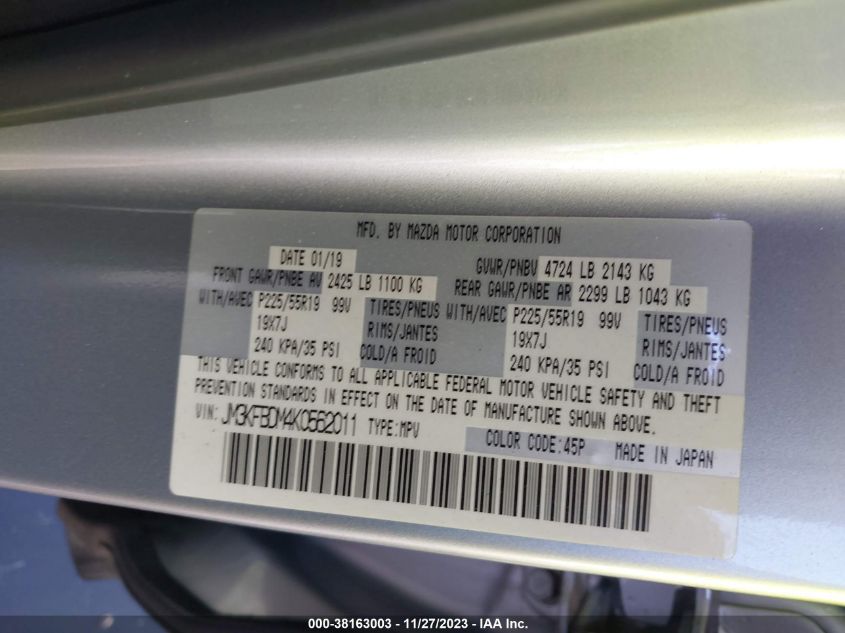 MFD. BY MAZDA MOTOR CORPORATION
DATE 01/19 GVWR/PNBV 4724 LB 2143 KG
FRONT GAWR/PNBE AV 2425 LB 1100 KG REAR GAWR/PNBE AR 2299 LB 1043 KG
WITH/AVEC P225/55R19 99V TIRES/PNEUS WITH/AVEC P225/55R19 99V TIRES/PNEUS
19X7J RIMS/JANTES 19X7J RIMS/JANTES
240 KPA/35 PSI COLD/A FROID 240 KPA/35 PSI COLD/A FROID
THIS VEHICLE CONFORMS TO ALL APPLICABLE FEDERAL MOTOR VEHICLE SAFETY AND THEFT
PREVENTION STANDARDS IN EFFECT ON THE DATE OF MANUFACTURE SHOWN ABOVE.
VIN: JM3KFBDM4K0562011 TYPE:MPV COLOR CODE:45P MADE IN JAPAN
000-38163003 - 11/27/2023 - IAA Inc.